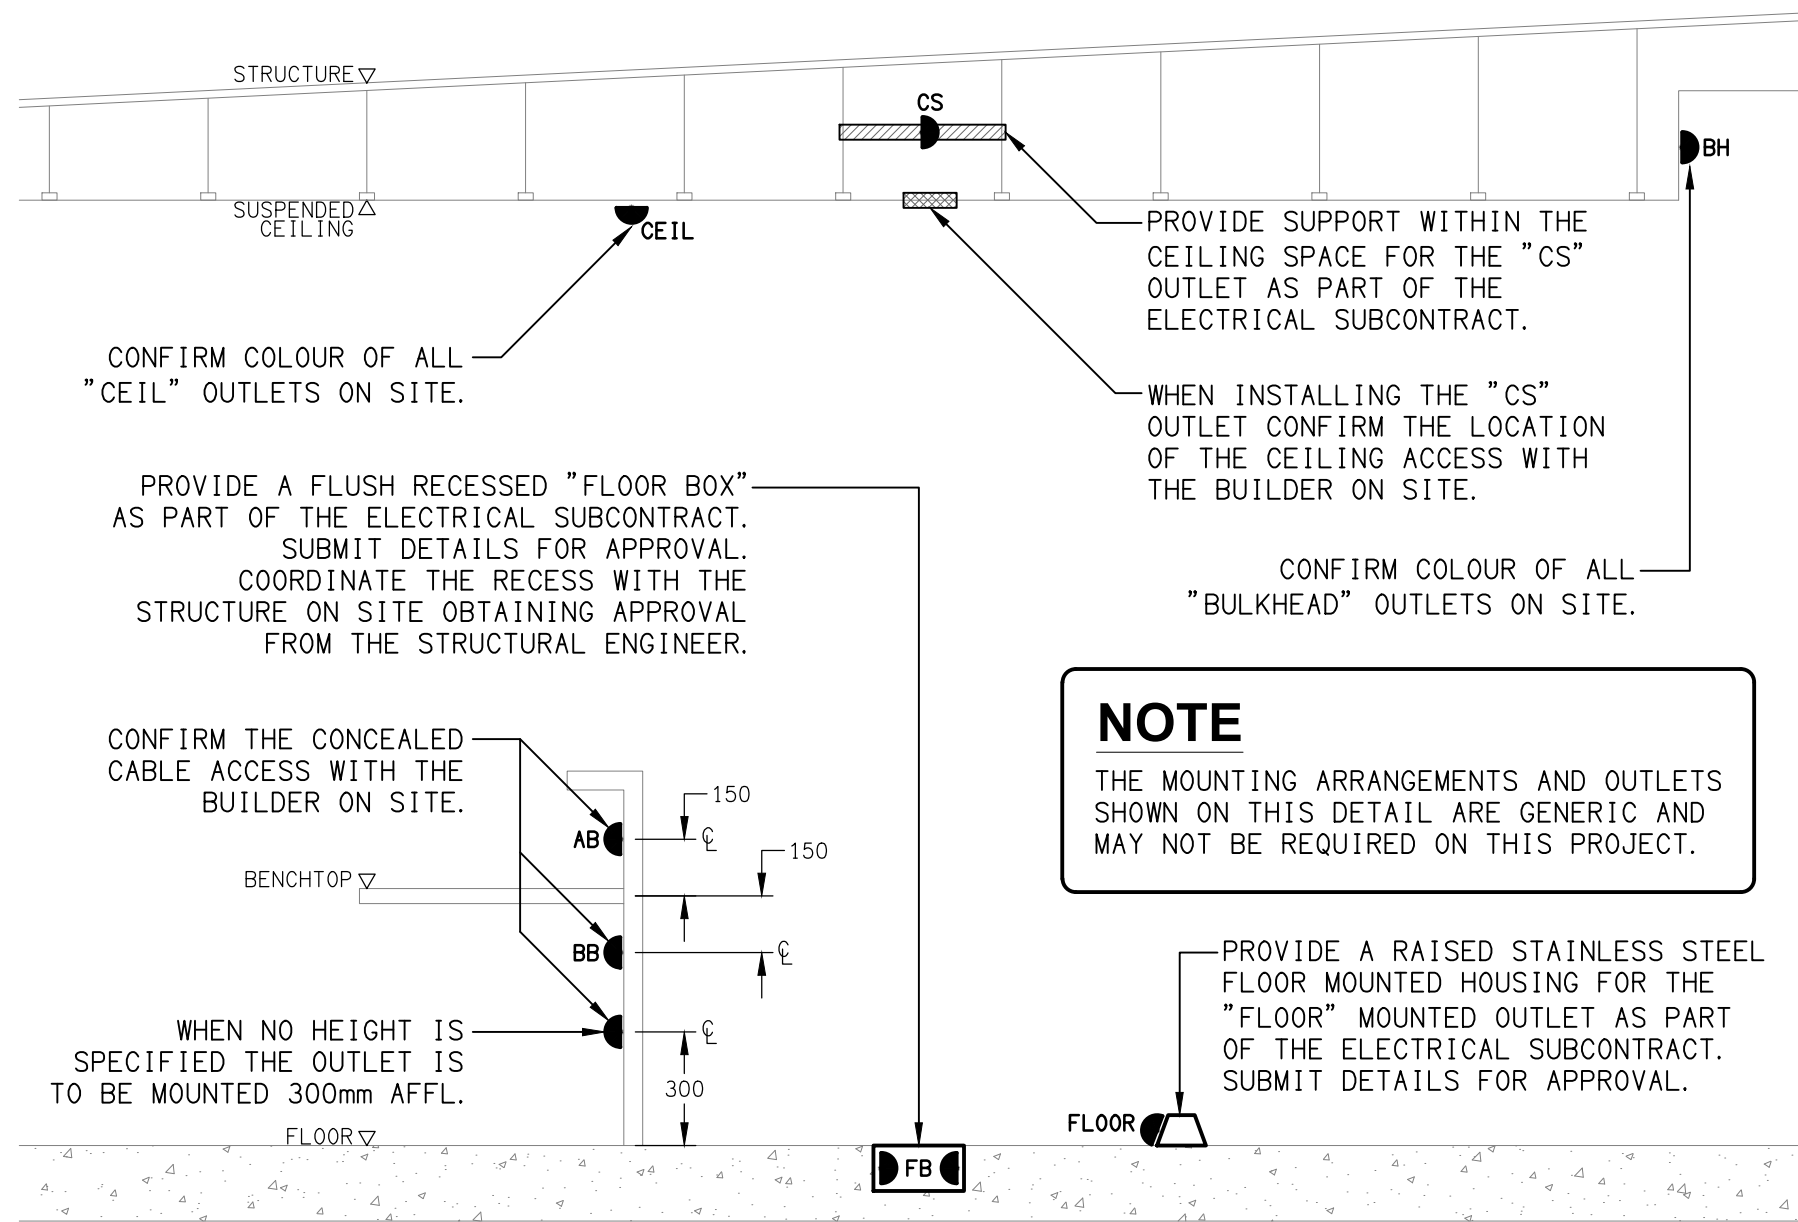 STRUCTURE
CS
BH
SUSPENDED
CEILING
CEIL
PROVIDE SUPPORT WITHIN THE
CEILING SPACE FOR THE "CS"
OUTLET AS PART OF THE
ELECTRICAL SUBCONTRACT.
CONFIRM COLOUR OF ALL
"CEIL" OUTLETS ON SITE.
WHEN INSTALLING THE "CS"
OUTLET CONFIRM THE LOCATION
OF THE CEILING ACCESS WITH
THE BUILDER ON SITE.
PROVIDE A FLUSH RECESSED "FLOOR BOX"
AS PART OF THE ELECTRICAL SUBCONTRACT.
SUBMIT DETAILS FOR APPROVAL.
COORDINATE THE RECESS WITH THE
STRUCTURE ON SITE OBTAINING APPROVAL
FROM THE STRUCTURAL ENGINEER.
CONFIRM COLOUR OF ALL
"BULKHEAD" OUTLETS ON SITE.
NOTE
THE MOUNTING ARRANGEMENTS AND OUTLETS
SHOWN ON THIS DETAIL ARE GENERIC AND
MAY NOT BE REQUIRED ON THIS PROJECT.
CONFIRM THE CONCEALED
CABLE ACCESS WITH THE
BUILDER ON SITE.
150
AB
℄
150
BENCHTOP
BB
℄
WHEN NO HEIGHT IS
SPECIFIED THE OUTLET IS
TO BE MOUNTED 300mm AFFL.
℄
300
PROVIDE A RAISED STAINLESS STEEL
FLOOR MOUNTED HOUSING FOR THE
"FLOOR" MOUNTED OUTLET AS PART
OF THE ELECTRICAL SUBCONTRACT.
SUBMIT DETAILS FOR APPROVAL.
FLOOR
FLOOR
FB